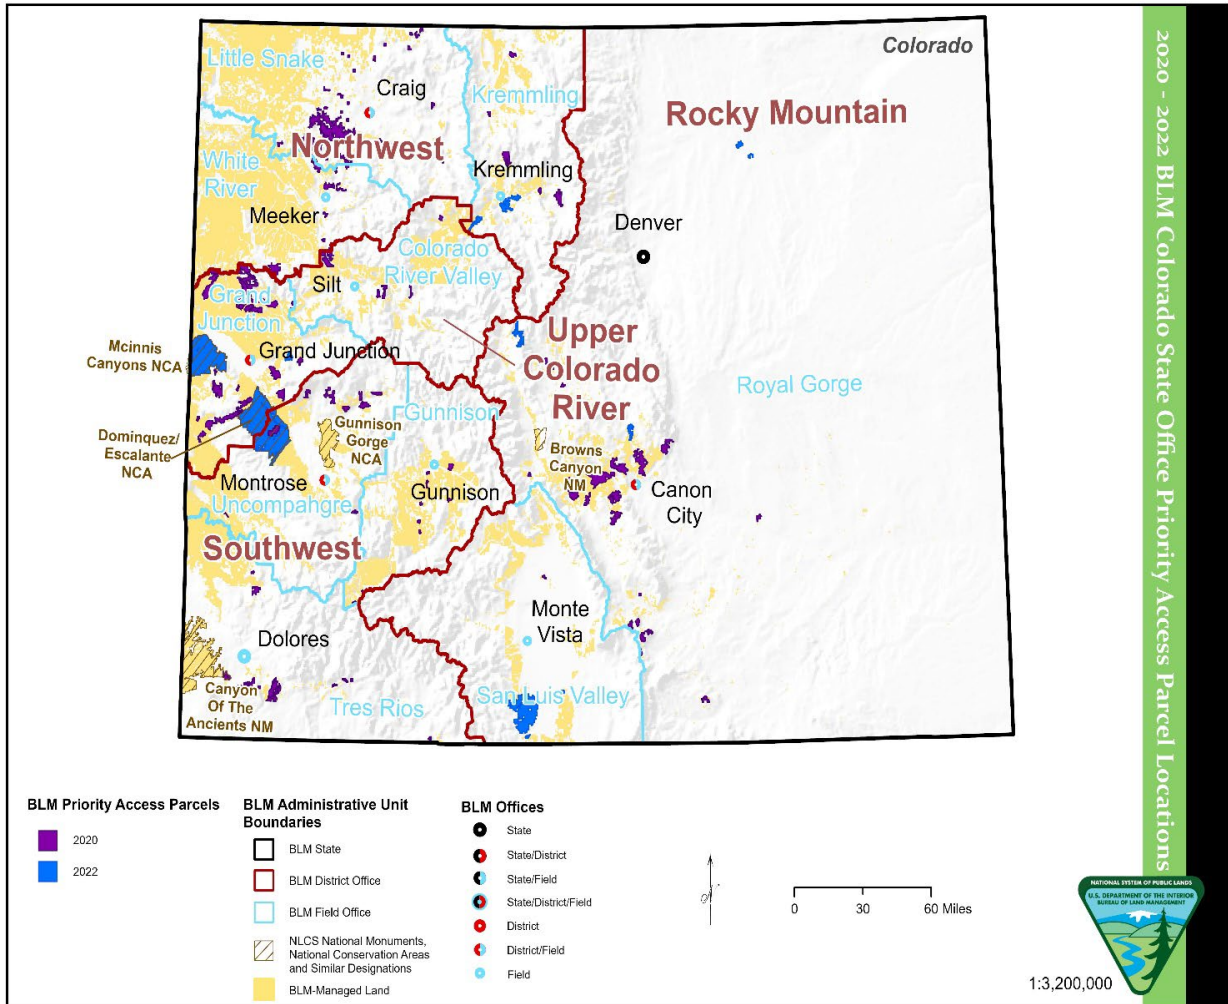 2020 - 2022 BLM Colorado State Office Priority Access Parcel Locations
Colorado
Little Snake
Craig
Kremmling
Rocky Mountain
Northwest
White
River
Kremmling
Meeker
Denver
Colorado
River Valley
Silt
Grand
Junction
Mcinnis
Canyons NCA
Grand Junction
Upper
Colorado
River
Royal Gorge
Gunnison
Gunnison
Gorge
NCA
Dominquez/
Escalante
NCA
Browns
Canyon
NM
Montrose
Uncompahgre
Gunnison
Canon
City
Southwest
Monte
Vista
Dolores
Canyon
Of The
Ancients NM
Tres Rios
San Luis Valley
BLM Priority Access Parcels
2020
2022
BLM Administrative Unit
Boundaries
BLM State
BLM District Office
BLM Field Office
NLCS National Monuments,
National Conservation Areas
and Similar Designations
BLM-Managed Land
BLM Offices
State
State/District
State/Field
State/District/Field
District
District/Field
Field
N
0 30 60 Miles
1:3,200,000
NATIONAL SYSTEM OF PUBLIC LANDS
U.S. DEPARTMENT OF THE INTERIOR
BUREAU OF LAND MANAGEMENT